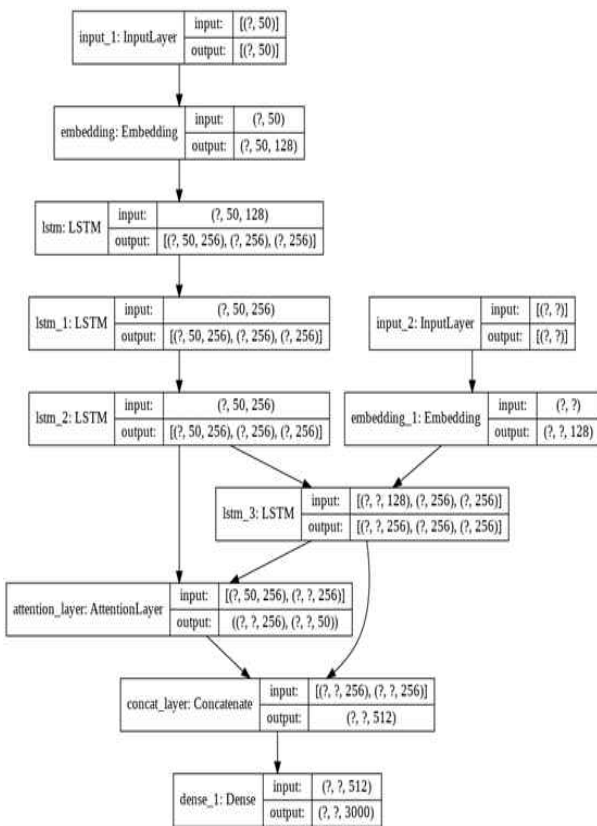 input_1: InputLayer
input: [(?, 50)]
output: [(?, 50)]
embedding: Embedding
input: (?, 50)
output: (?, 50, 128)
lstm: LSTM
input: (?, 50, 128)
output: [(?, 50, 256), (?, 256), (?, 256)]
lstm_1: LSTM
input: (?, 50, 256)
output: [(?, 50, 256), (?, 256), (?, 256)]
input_2: InputLayer
input: [(?, ?)]
output: [(?, ?)]
lstm_2: LSTM
input: (?, 50, 256)
output: [(?, 50, 256), (?, 256), (?, 256)]
embedding_1: Embedding
input: (?, ?)
output: (?, ?, 128)
lstm_3: LSTM
input: [(?, ?, 128), (?, 256), (?, 256)]
output: [(?, ?, 256), (?, 256), (?, 256)]
attention_layer: AttentionLayer
input: [(?, 50, 256), (?, ?, 256)]
output: ((?, ?, 256), (?, ?, 50))
concat_layer: Concatenate
input: [(?, ?, 256), (?, ?, 256)]
output: (?, ?, 512)
dense_1: Dense
input: (?, ?, 512)
output: (?, ?, 3000)